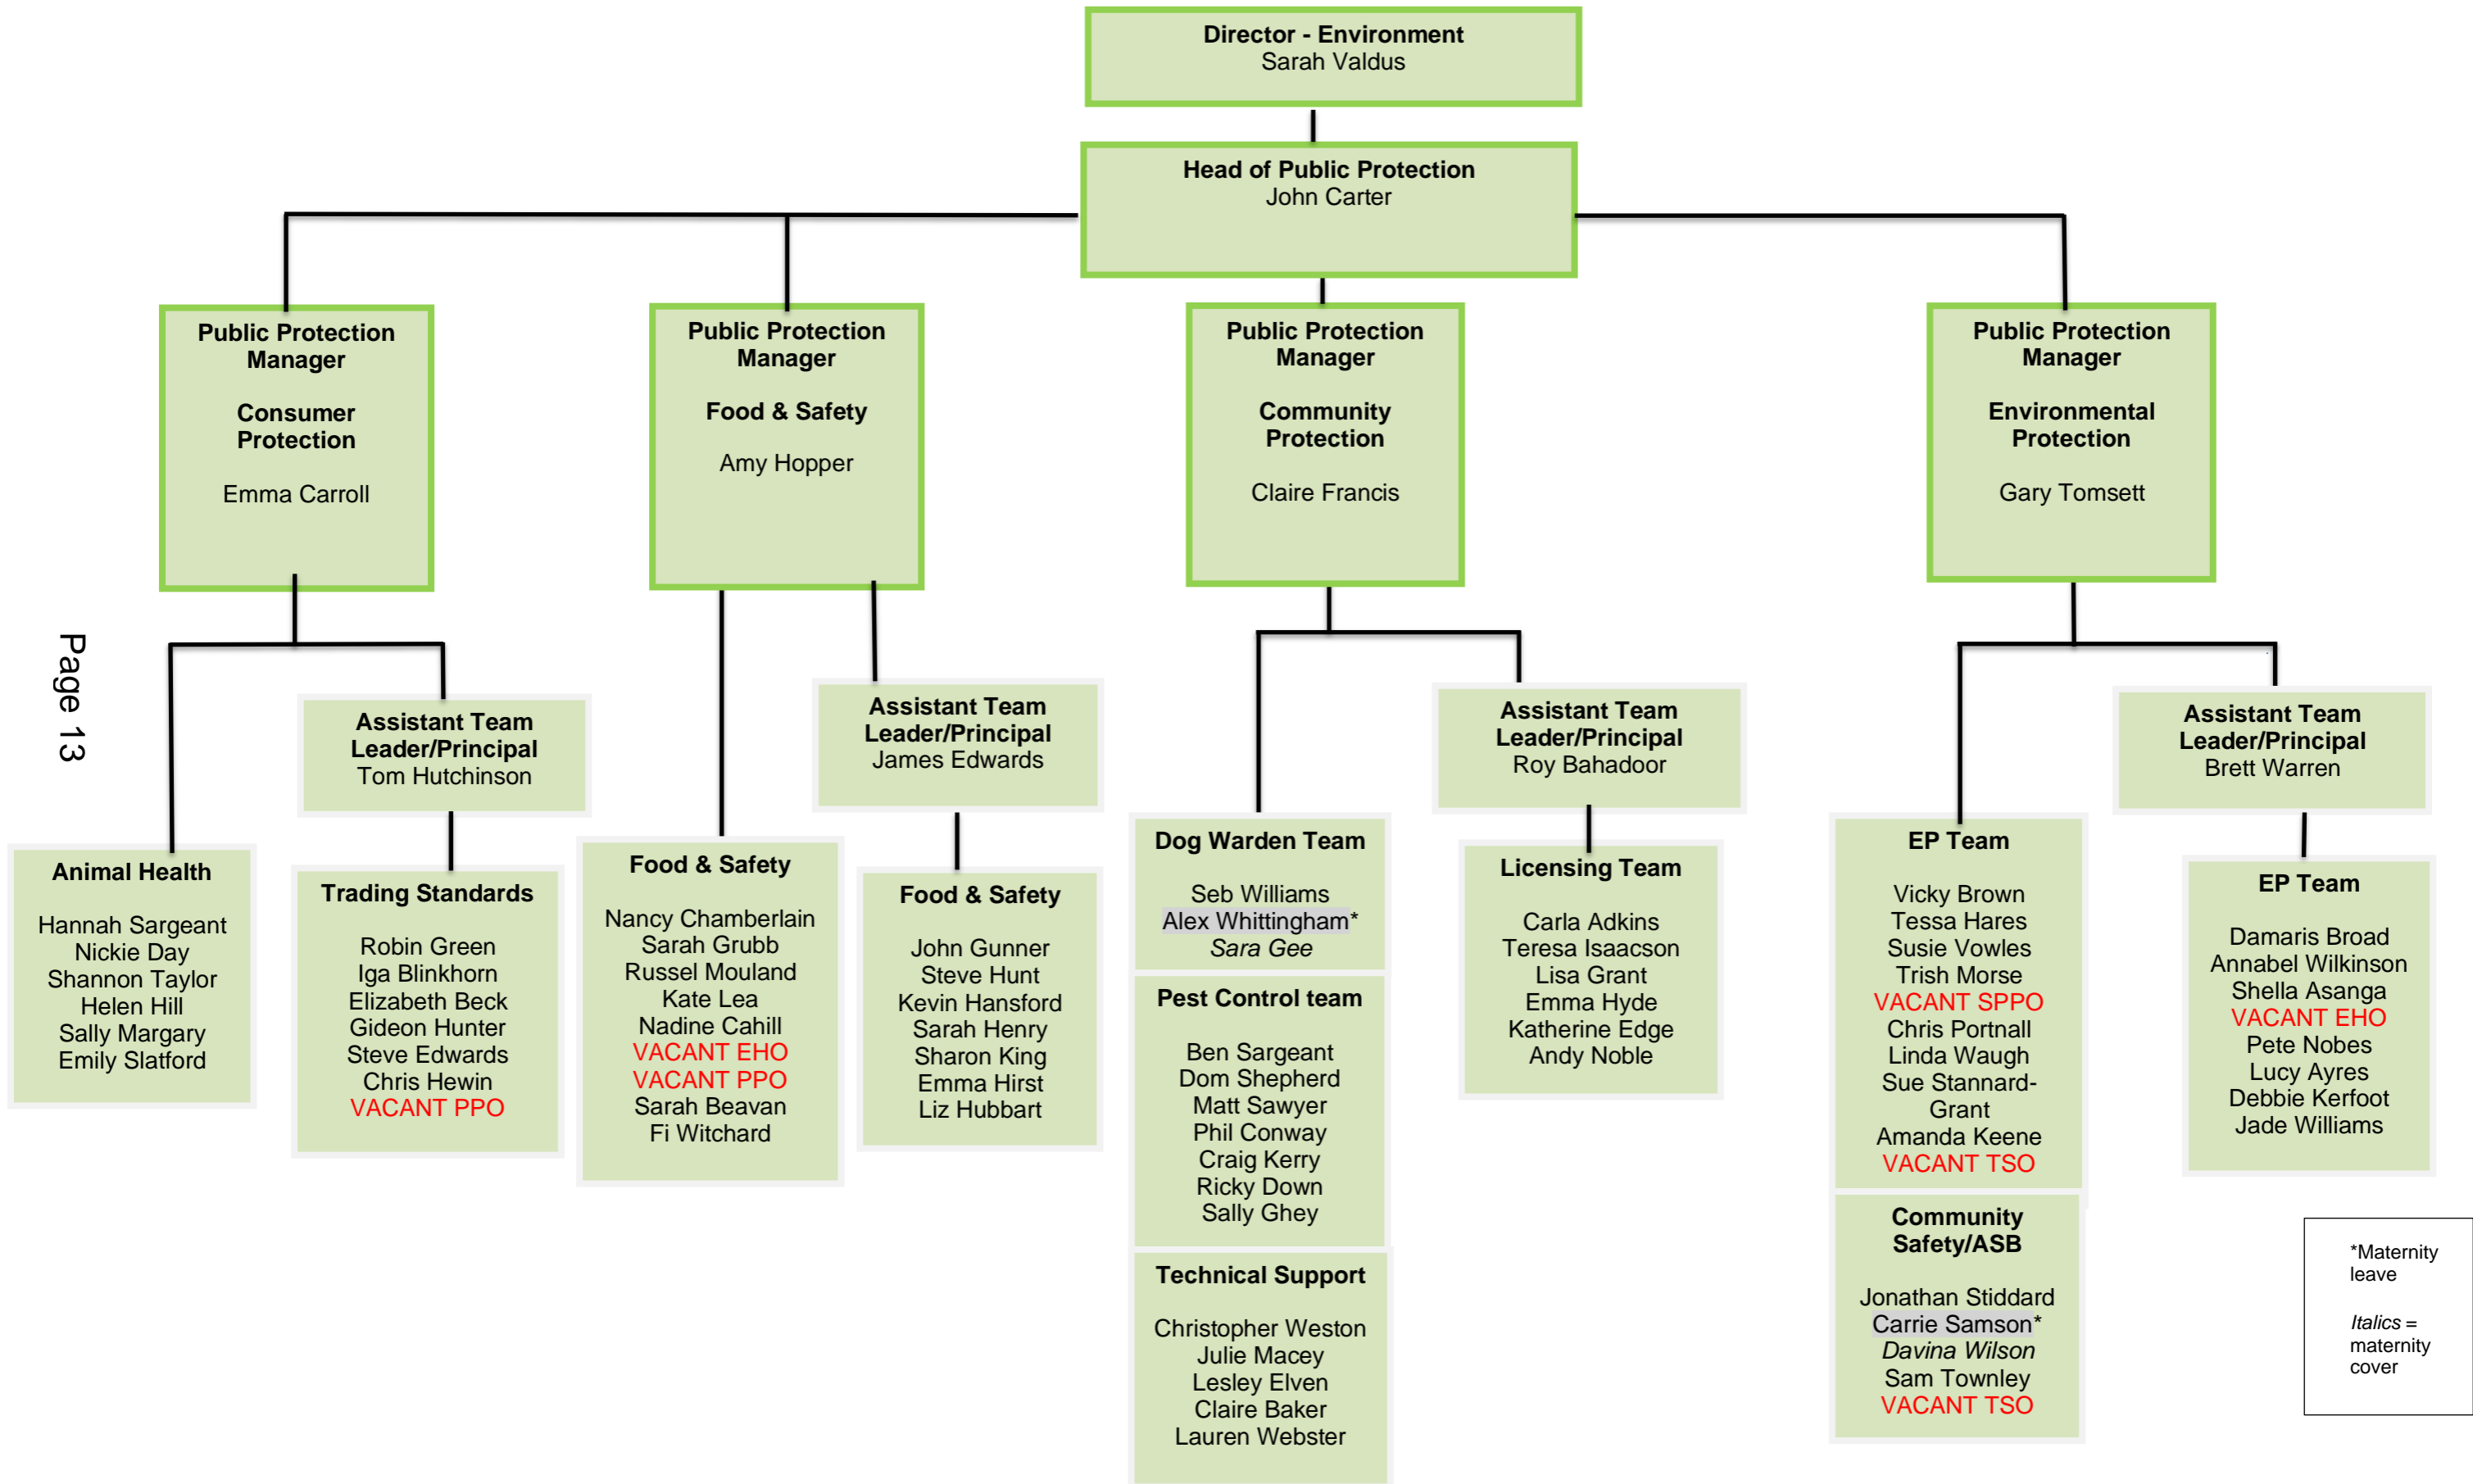 Director - Environment
Sarah Valdus
Head of Public Protection
John Carter
Public Protection
Manager
Consumer
Protection
Emma Carroll
Public Protection
Manager
Food & Safety
Amy Hopper
Public Protection
Manager
Community
Protection
Claire Francis
Public Protection
Manager
Environmental
Protection
Gary Tomsett
Page 13
Assistant Team
Leader/Principal
Tom Hutchinson
Assistant Team
Leader/Principal
James Edwards
Assistant Team
Leader/Principal
Roy Bahadoor
Assistant Team
Leader/Principal
Brett Warren
Animal Health
Hannah Sargeant
Nickie Day
Shannon Taylor
Helen Hill
Sally Margary
Emily Slatford
Trading Standards
Robin Green
Iga Blinkhorn
Elizabeth Beck
Gideon Hunter
Steve Edwards
Chris Hewin
VACANT PPO
Food & Safety
Nancy Chamberlain
Sarah Grubb
Russel Mouland
Kate Lea
Nadine Cahill
VACANT EHO
VACANT PPO
Sarah Beavan
Fi Witchard
Food & Safety
John Gunner
Steve Hunt
Kevin Hansford
Sarah Henry
Sharon King
Emma Hirst
Liz Hubbart
Dog Warden Team
Seb Williams
Alex Whittingham*
Sara Gee
Pest Control team
Ben Sargeant
Dom Shepherd
Matt Sawyer
Phil Conway
Craig Kerry
Ricky Down
Sally Ghey
Technical Support
Christopher Weston
Julie Macey
Lesley Elven
Claire Baker
Lauren Webster
Licensing Team
Carla Adkins
Teresa Isaacson
Lisa Grant
Emma Hyde
Katherine Edge
Andy Noble
EP Team
Vicky Brown
Tessa Hares
Susie Vowles
Trish Morse
VACANT SPPO
Chris Portnall
Linda Waugh
Sue Stannard-
Grant
Amanda Keene
VACANT TSO
Community
Safety/ASB
Jonathan Stiddard
Carrie Samson*
Davina Wilson
Sam Townley
VACANT TSO
EP Team
Damaris Broad
Annabel Wilkinson
Shella Asanga
VACANT EHO
Pete Nobes
Lucy Ayres
Debbie Kerfoot
Jade Williams
*Maternity
leave
Italics =
maternity
cover